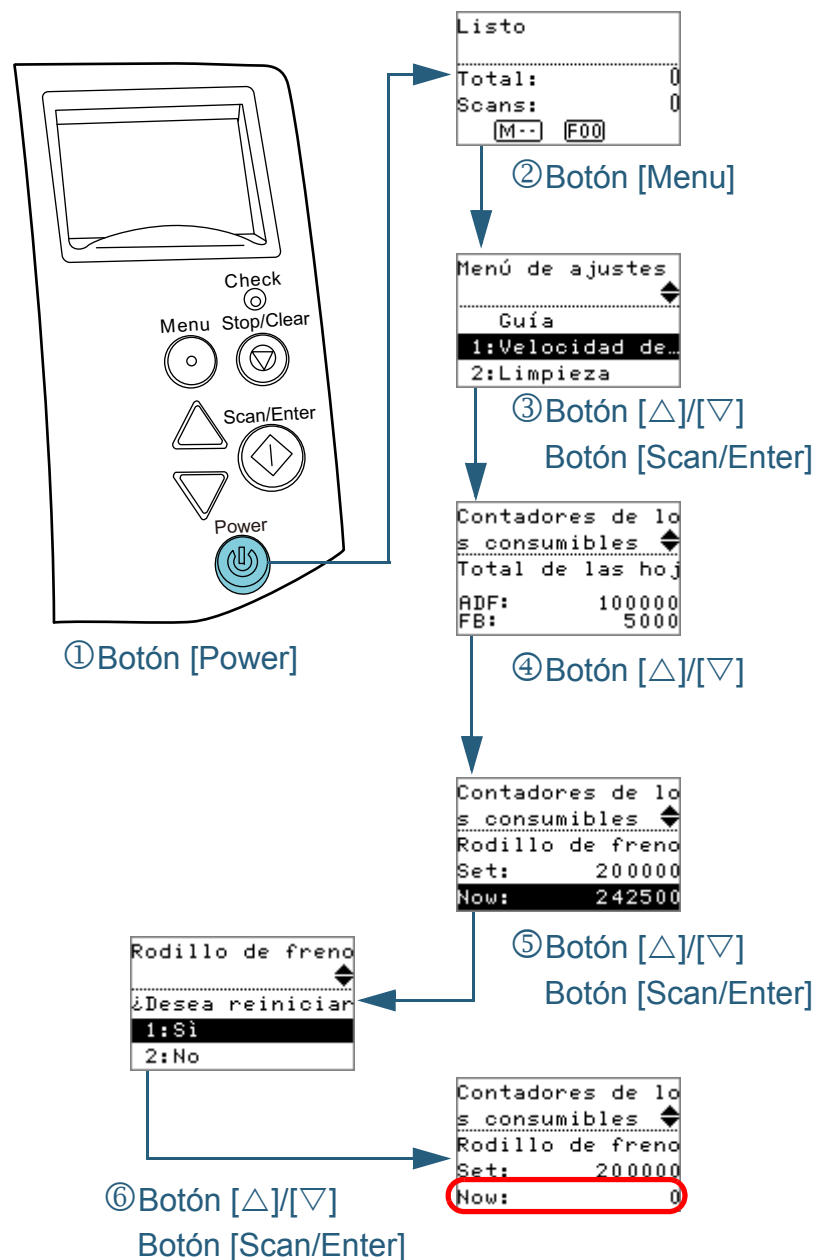 Check
Menu Stop/Clear
Scan/Enter
Power
①Botón [Power]
Listo
Total: 0
Scans: 0
M-- F00
②Botón [Menu]
Menú de ajustes
Guía
1:Velocidad de…
2:Limpieza
③Botón [△]/[▽]
Botón [Scan/Enter]
Contadores de lo
s consumibles
Total de las hoj
ADF: 100000
FB: 5000
④Botón [△]/[▽]
Contadores de lo
s consumibles
Rodillo de freno
Set: 200000
Now: 242500
⑤Botón [△]/[▽]
Botón [Scan/Enter]
Rodillo de freno
¿Desea reiniciar
1:Sì
2:No
⑥Botón [△]/[▽]
Botón [Scan/Enter]
Contadores de lo
s consumibles
Rodillo de freno
Set: 200000
Now: 0